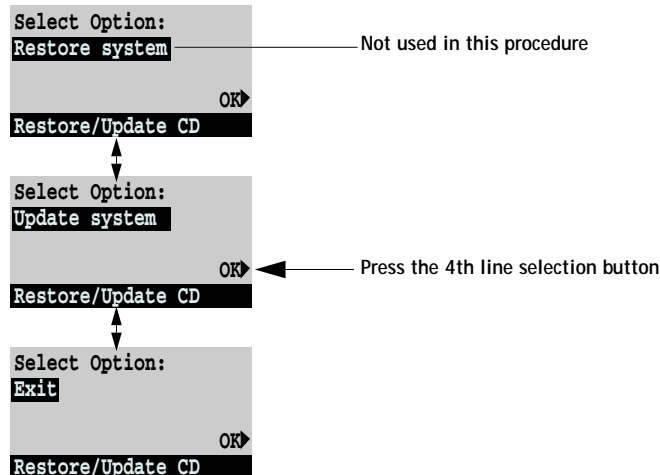 Select Option:
Restore system
Not used in this procedure
OK
Restore/Update CD
Select Option:
Update system
OK
Press the 4th line selection button
Restore/Update CD
Select Option:
Exit
OK
Restore/Update CD